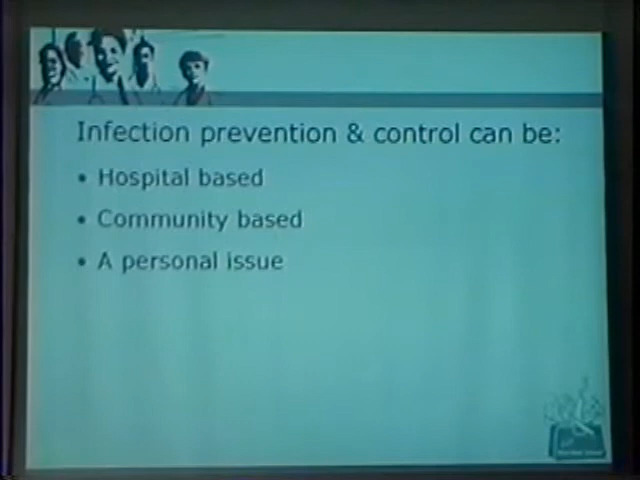 Infection prevention & control can be:
• Hospital based
• Community based
• A personal issue